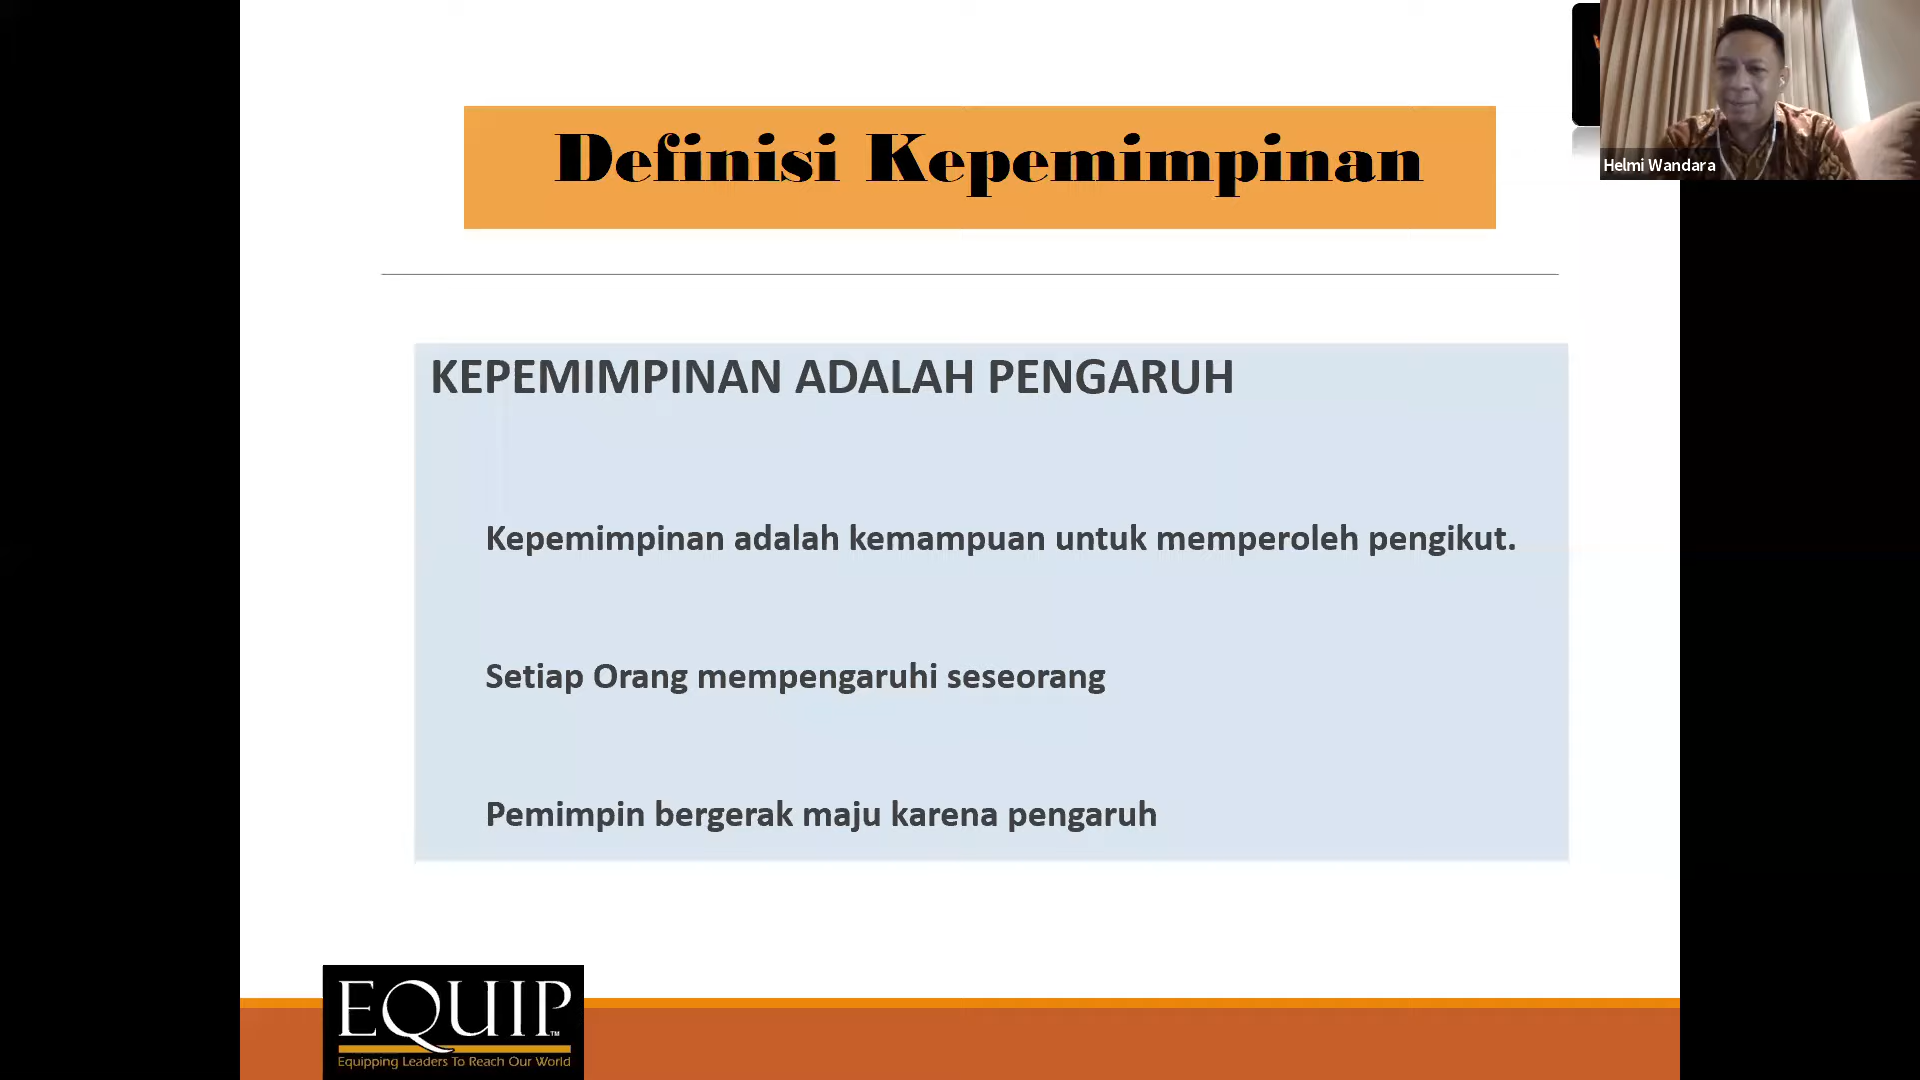 Definisi Kepemimpinan
Helmi Wandara
KEPEMIMPINAN ADALAH PENGARUH
Kepemimpinan adalah kemampuan untuk memperoleh pengikut.
Setiap Orang mempengaruhi seseorang
Pemimpin bergerak maju karena pengaruh
EQUIP™
Equipping Leaders To Reach Our World